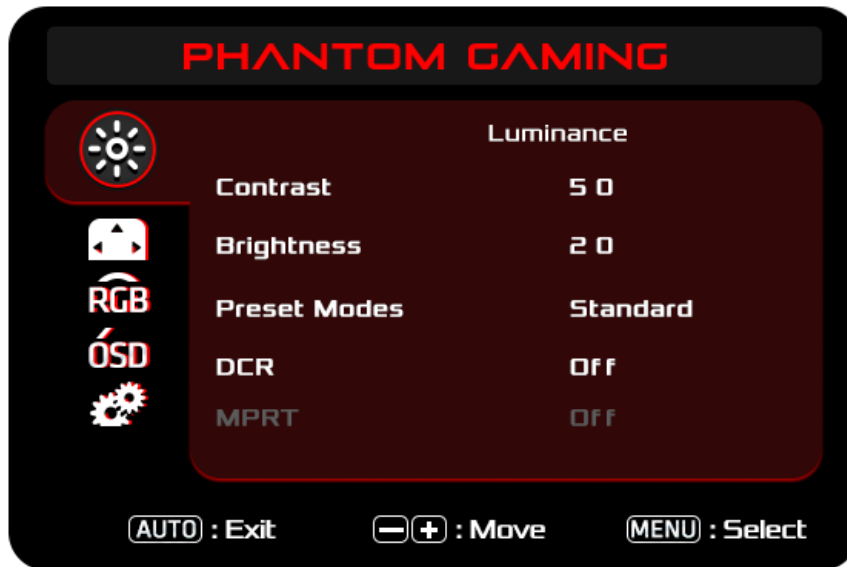 PHANTOM GAMING
Luminance
Contrast 50
Brightness 20
RGB
Preset Modes Standard
OSD
DCR Off
MPRT Off
AUTO : Exit - + : Move MENU : Select